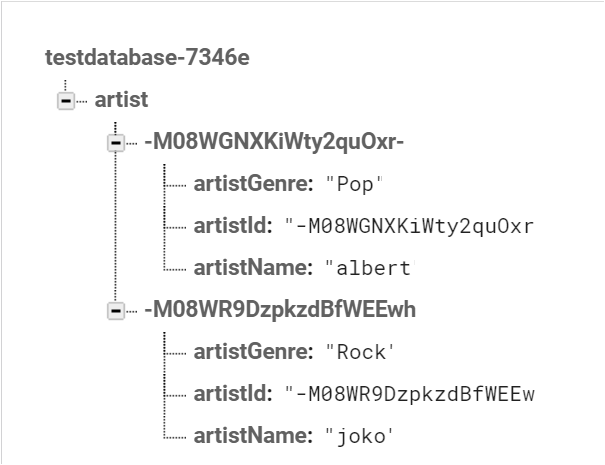 testdatabase-7346e
artist
-M08WGNXKiWty2quOxr-
artistGenre: "Pop"
artistId: "-M08WGNXKiWty2quOxr
artistName: "albert
-M08WR9DzpkzdBfWEEwh
artistGenre: "Rock'
artistId: "-M08WR9DzpkzdBfWEEw
artistName: "joko'